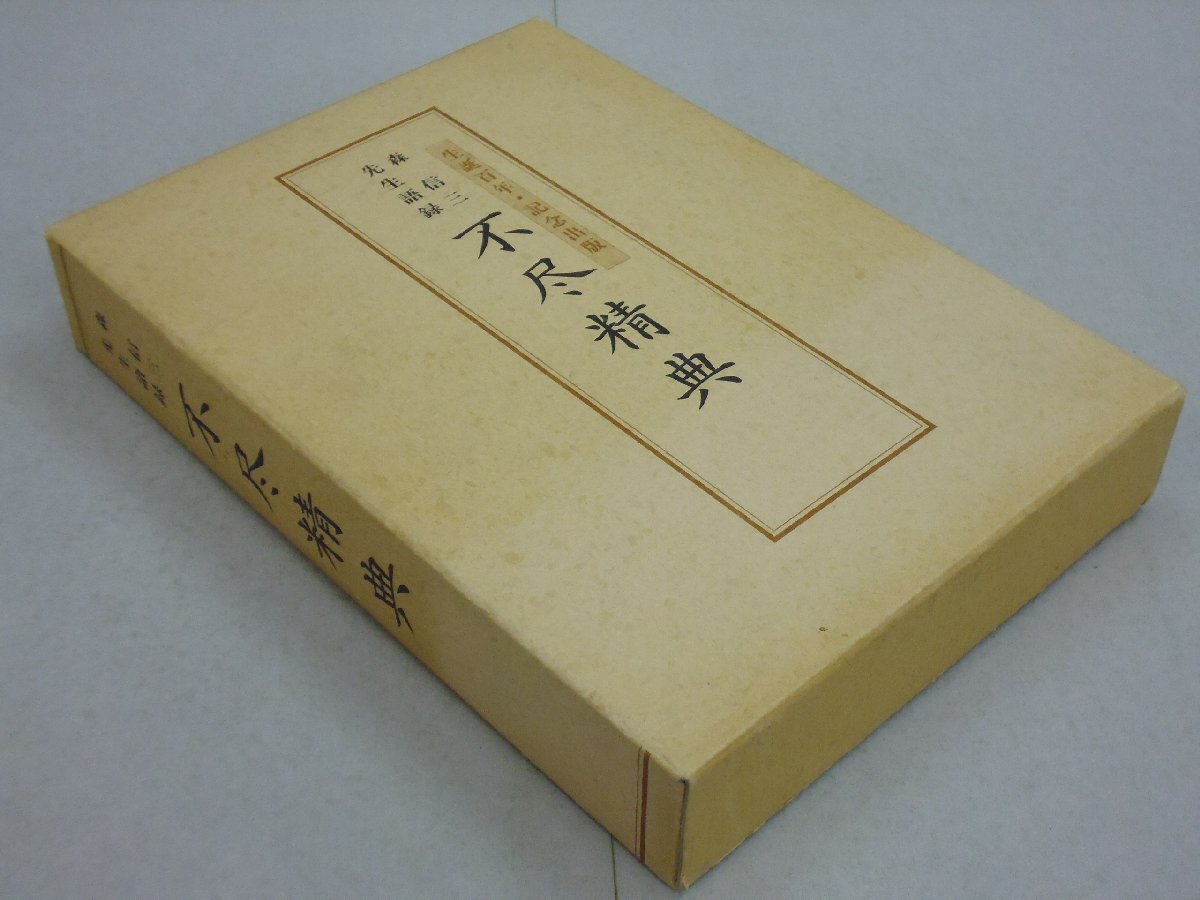 生誕百年・記念出版
森信三
先生語録
不尽精典
森信三
先生語録
不尽精典